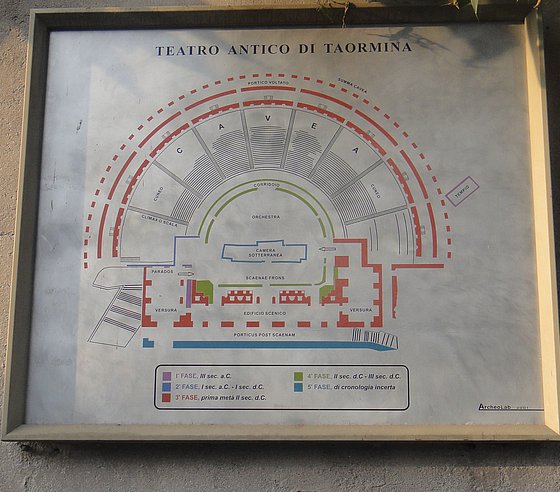 TEATRO ANTICO DI TAORMINA
SUMMA CAVEA
PORTICO VOLTATO
CAVEA
CUNEO
CUNEO
CORRIDOIO
TEMPIO
CLIMAX O SCALA
ORCHESTRA
CAMERA
SOTTERRANEA
PARADOS
SCAENAE FRONS
VERSURA
EDIFICIO SCENICO
VERSURA
PORTICUS POST SCAENAM
1° FASE, III sec. a.C.
2° FASE, I sec. a.C. - I sec. d.C.
3° FASE, prima metà II sec. d.C.
4° FASE, II sec. d.C - III sec. d.C.
5° FASE, di cronologia incerta
ArcheoLab